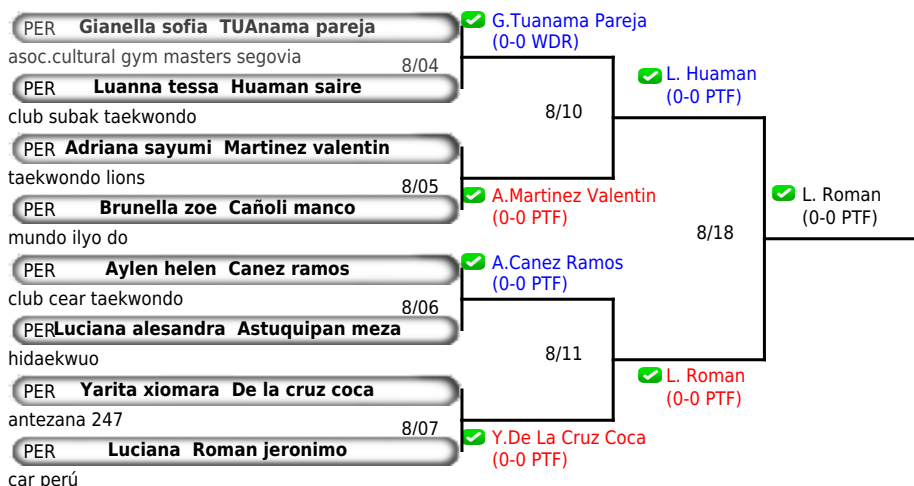 PER Gianella sofia TUAnama pareja
asoc.cultural gym masters segovia
8/04
PER Luanna tessa Huaman saire
club subak taekwondo
PER Adriana sayumi Martinez valentin
taekwondo lions
8/05
PER Brunella zoe Cañoli manco
mundo ilyo do
PER Aylen helen Canez ramos
club cear taekwondo
8/06
PER Luciana alesandra Astuquipan meza
hidaekwuo
PER Yarita xiomara De la cruz coca
antezana 247
8/07
PER Luciana Roman jeronimo
car perú
G.Tuanama Pareja
(0-0 WDR)
8/10
A.Martinez Valentin
(0-0 PTF)
A.Canez Ramos
(0-0 PTF)
8/11
Y.De La Cruz Coca
(0-0 PTF)
L. Huaman
(0-0 PTF)
8/18
L. Roman
(0-0 PTF)
L. Roman
(0-0 PTF)